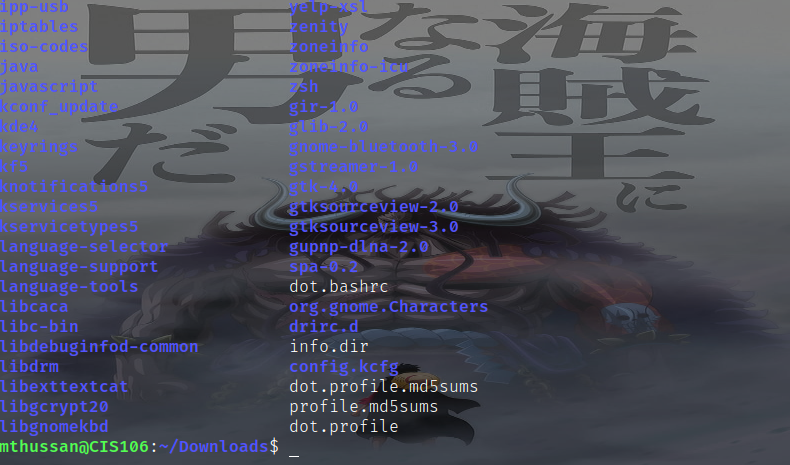 ipp-usb yelp-xsl
iptables zenity
iso-codes zoneinfo
java zoneinfo-icu
javascript zsh
kconf_update gir-1.0
kde4 glib-2.0
keyrings gnome-bluetooth-3.0
kf5 gstreamer-1.0
knotifications5 gtk-4.0
kservices5 gtksourceview-2.0
kservicetypes5 gtksourceview-3.0
language-selector gupnp-dlna-2.0
language-support spa-0.2
language-tools dot.bashrc
libcaca org.gnome.Characters
libc-bin drirc.d
libdebuginfod-common info.dir
libdrm config.kcfg
libexttextcat dot.profile.md5sums
libgcrypt20 profile.md5sums
libgnomekbd dot.profile
mthussan@CIS106:~/Downloads$ _
海賊王に
なる
男だ